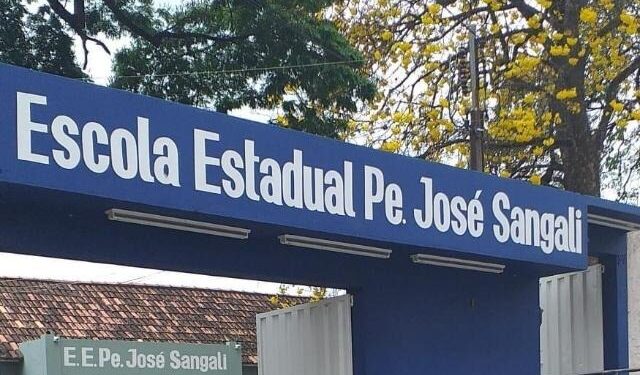 Escola Estadual Pe. José Sangali
E.E.Pe. José Sangali